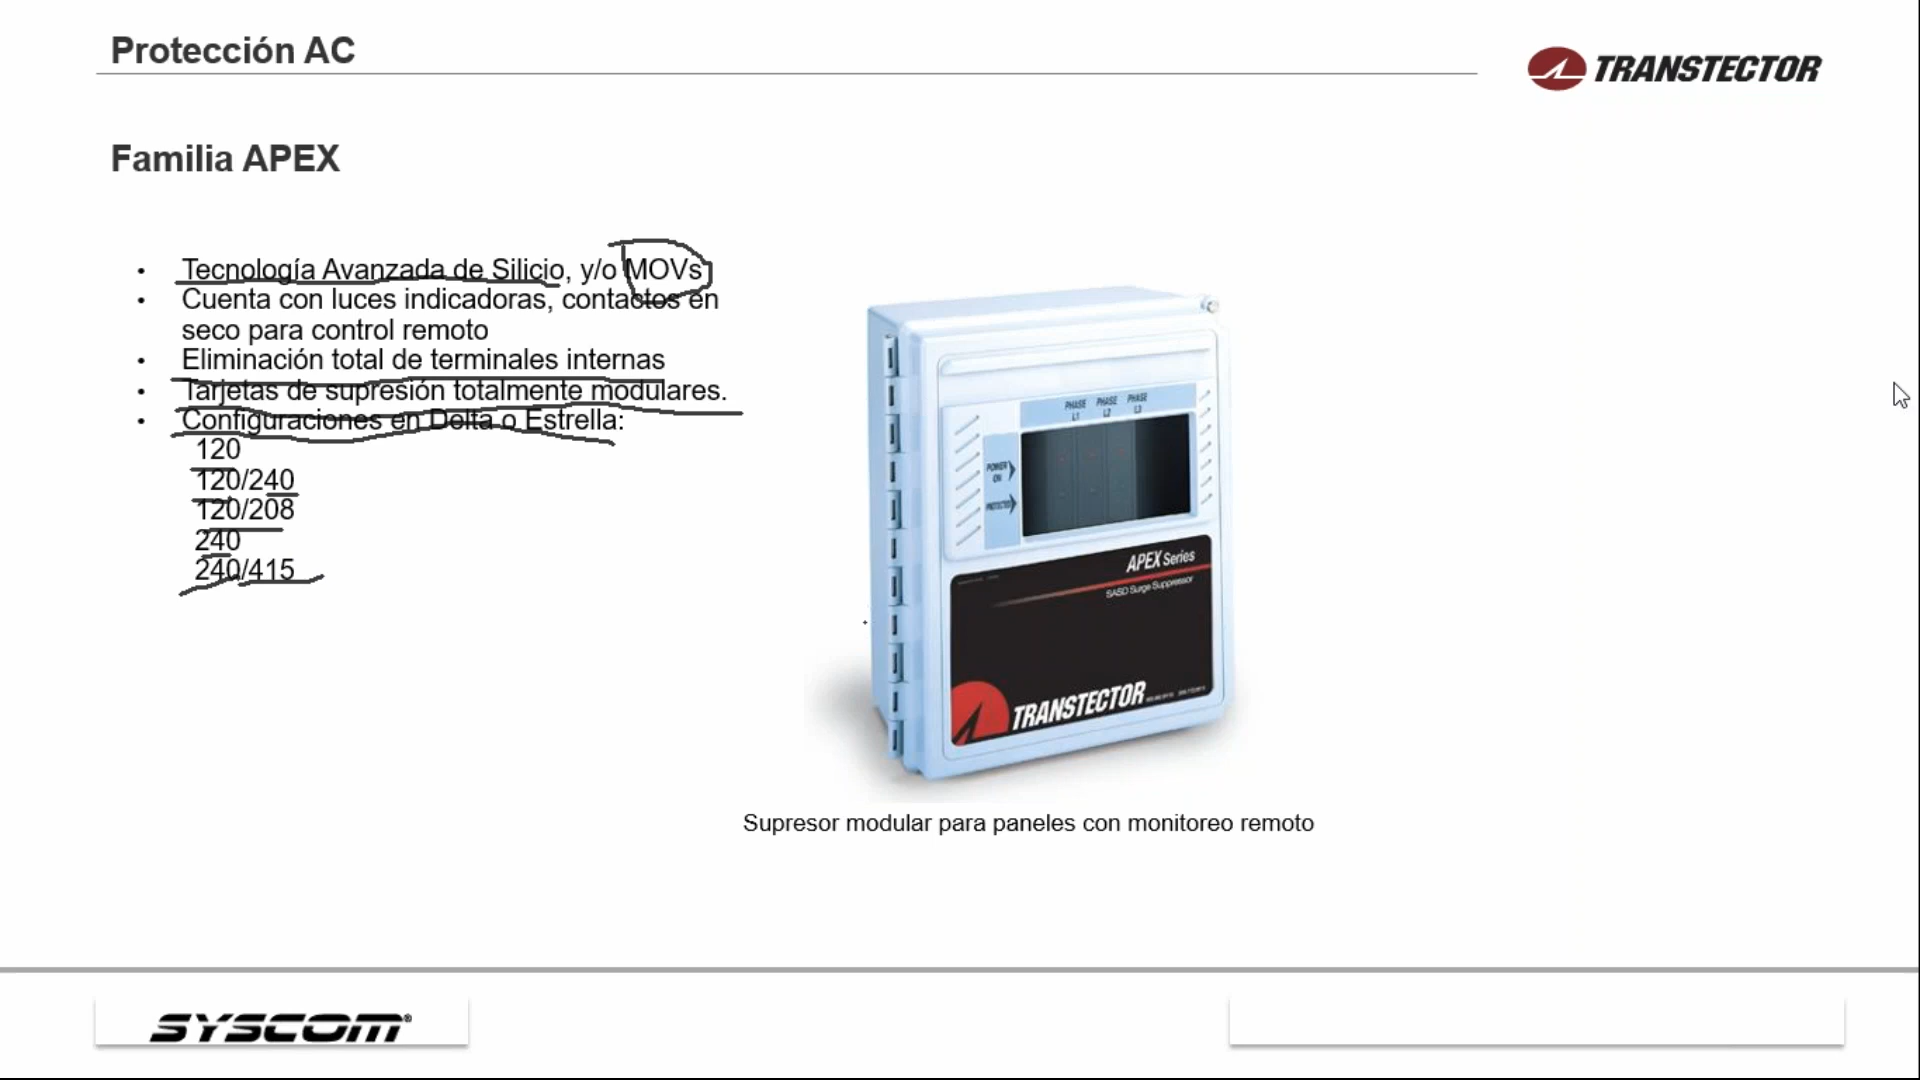 Protección AC
TRANSTECTOR
Familia APEX
• Tecnología Avanzada de Silicio, y/o MOVs
• Cuenta con luces indicadoras, contactos en
seco para control remoto
• Eliminación total de terminales internas
• Tarjetas de supresión totalmente modulares.
• Configuraciones en Delta o Estrella:
120
120/240
120/208
240
240/415
PHASE L1 PHASE L2 PHASE L3
POWER ON
PROTECTED
APEX Series
SASD Surge Suppressor
TRANSTECTOR
Supresor modular para paneles con monitoreo remoto
SYSCOM®